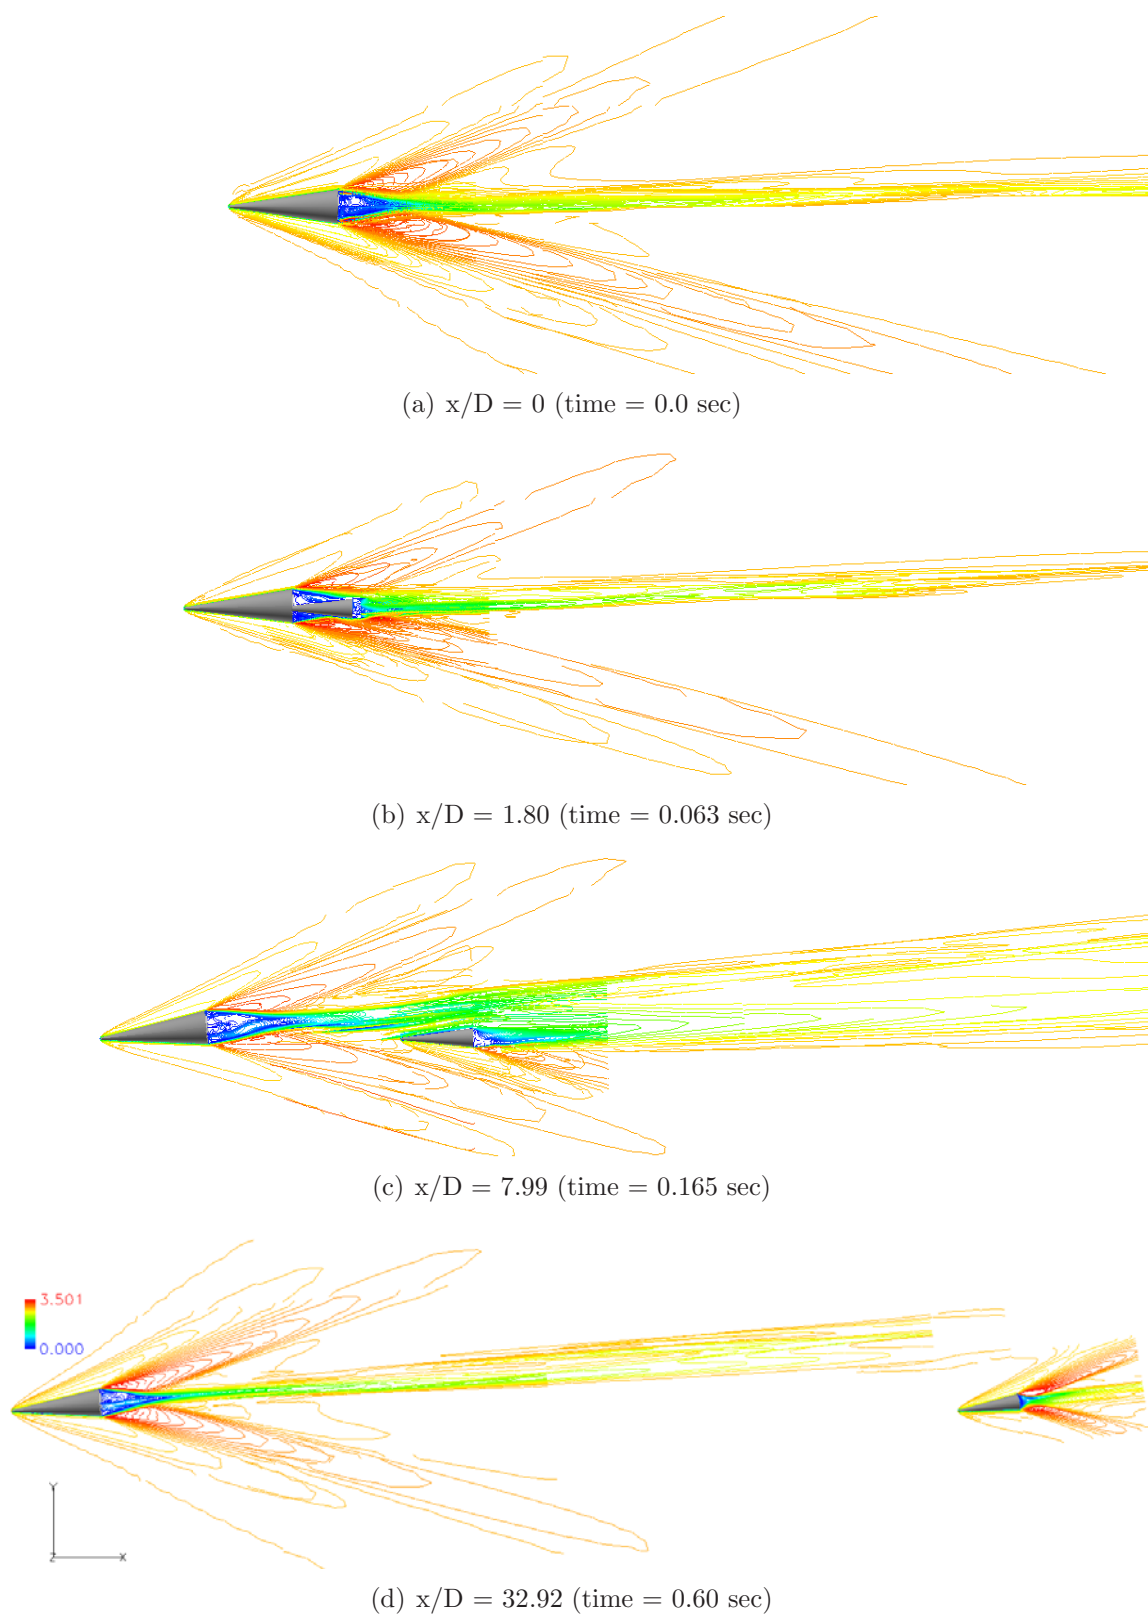 (a) x/D = 0 (time = 0.0 sec)
(b) x/D = 1.80 (time = 0.063 sec)
(c) x/D = 7.99 (time = 0.165 sec)
3.501
0.000
Y
Z X
(d) x/D = 32.92 (time = 0.60 sec)